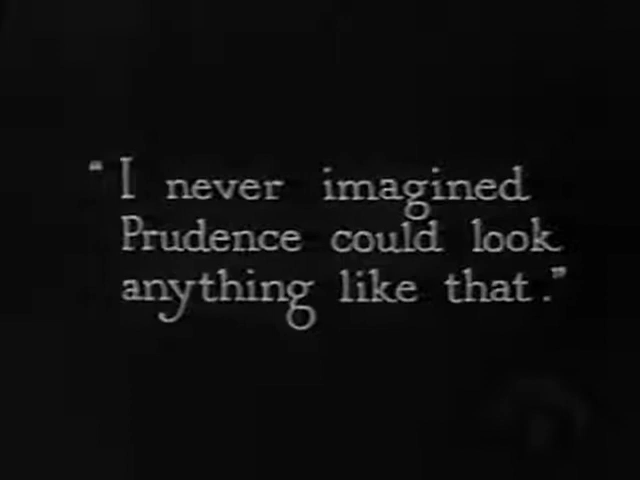 "I never imagined
Prudence could look
anything like that."